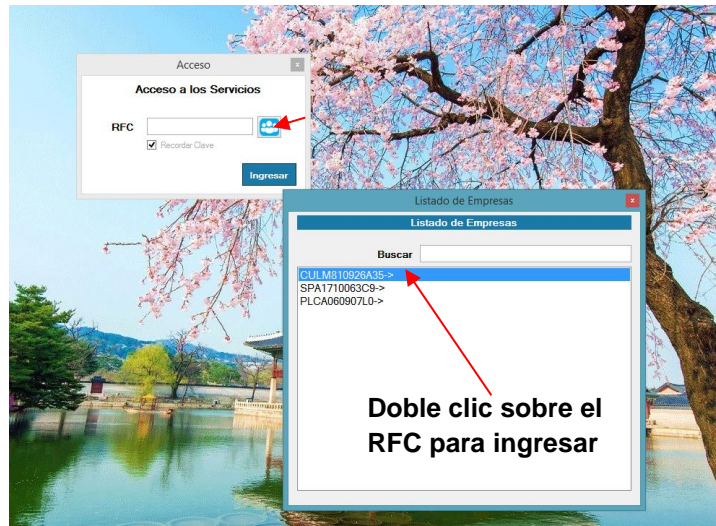 Acceso
Acceso a los Servicios
RFC
Recordar Clave
Ingresar
Listado de Empresas
Listado de Empresas
Buscar
CULM810926A35->
SPA1710063C9->
PLCA060907L0->
Doble clic sobre el
RFC para ingresar